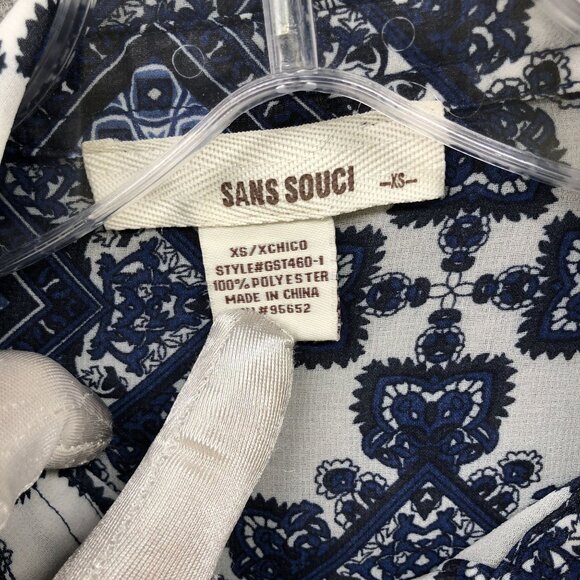 SANS SOUCI -XS-
XS/XCHICO
STYLE#GST460-1
100%POLYESTER
MADE IN CHINA
#95652